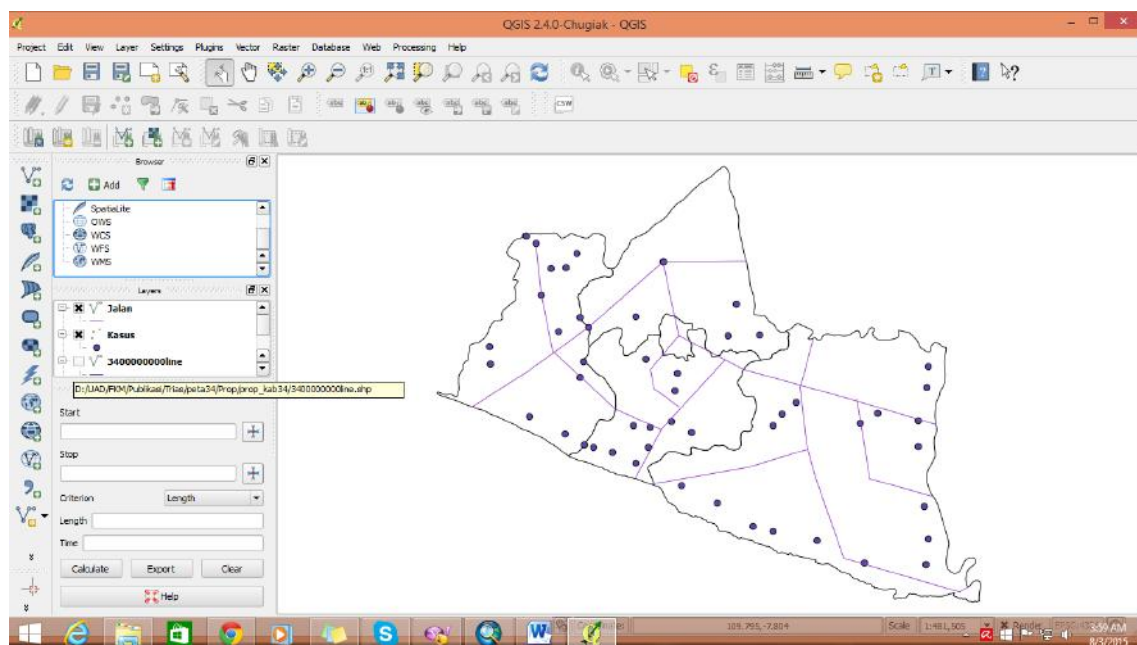 QGIS 2.4.0-Chugiak - QGIS
Project Edit View Layer Settings Plugins Vector Raster Database Web Processing Help
abc
CSW
Browser
Add
SpatiaLite
OWS
WCS
WFS
WMS
Layers
Jalan
Kasus
3400000000line
D:/UAD/FKM/Publikasi/Trias/peta34/Prop/prop_kab34/3400000000line.shp
Start
Stop
Criterion Length
Length
Time
Calculate Export Clear
Help
109.795,-7.804 Scale 1:481,505 Render
3:59 AM
8/3/2015